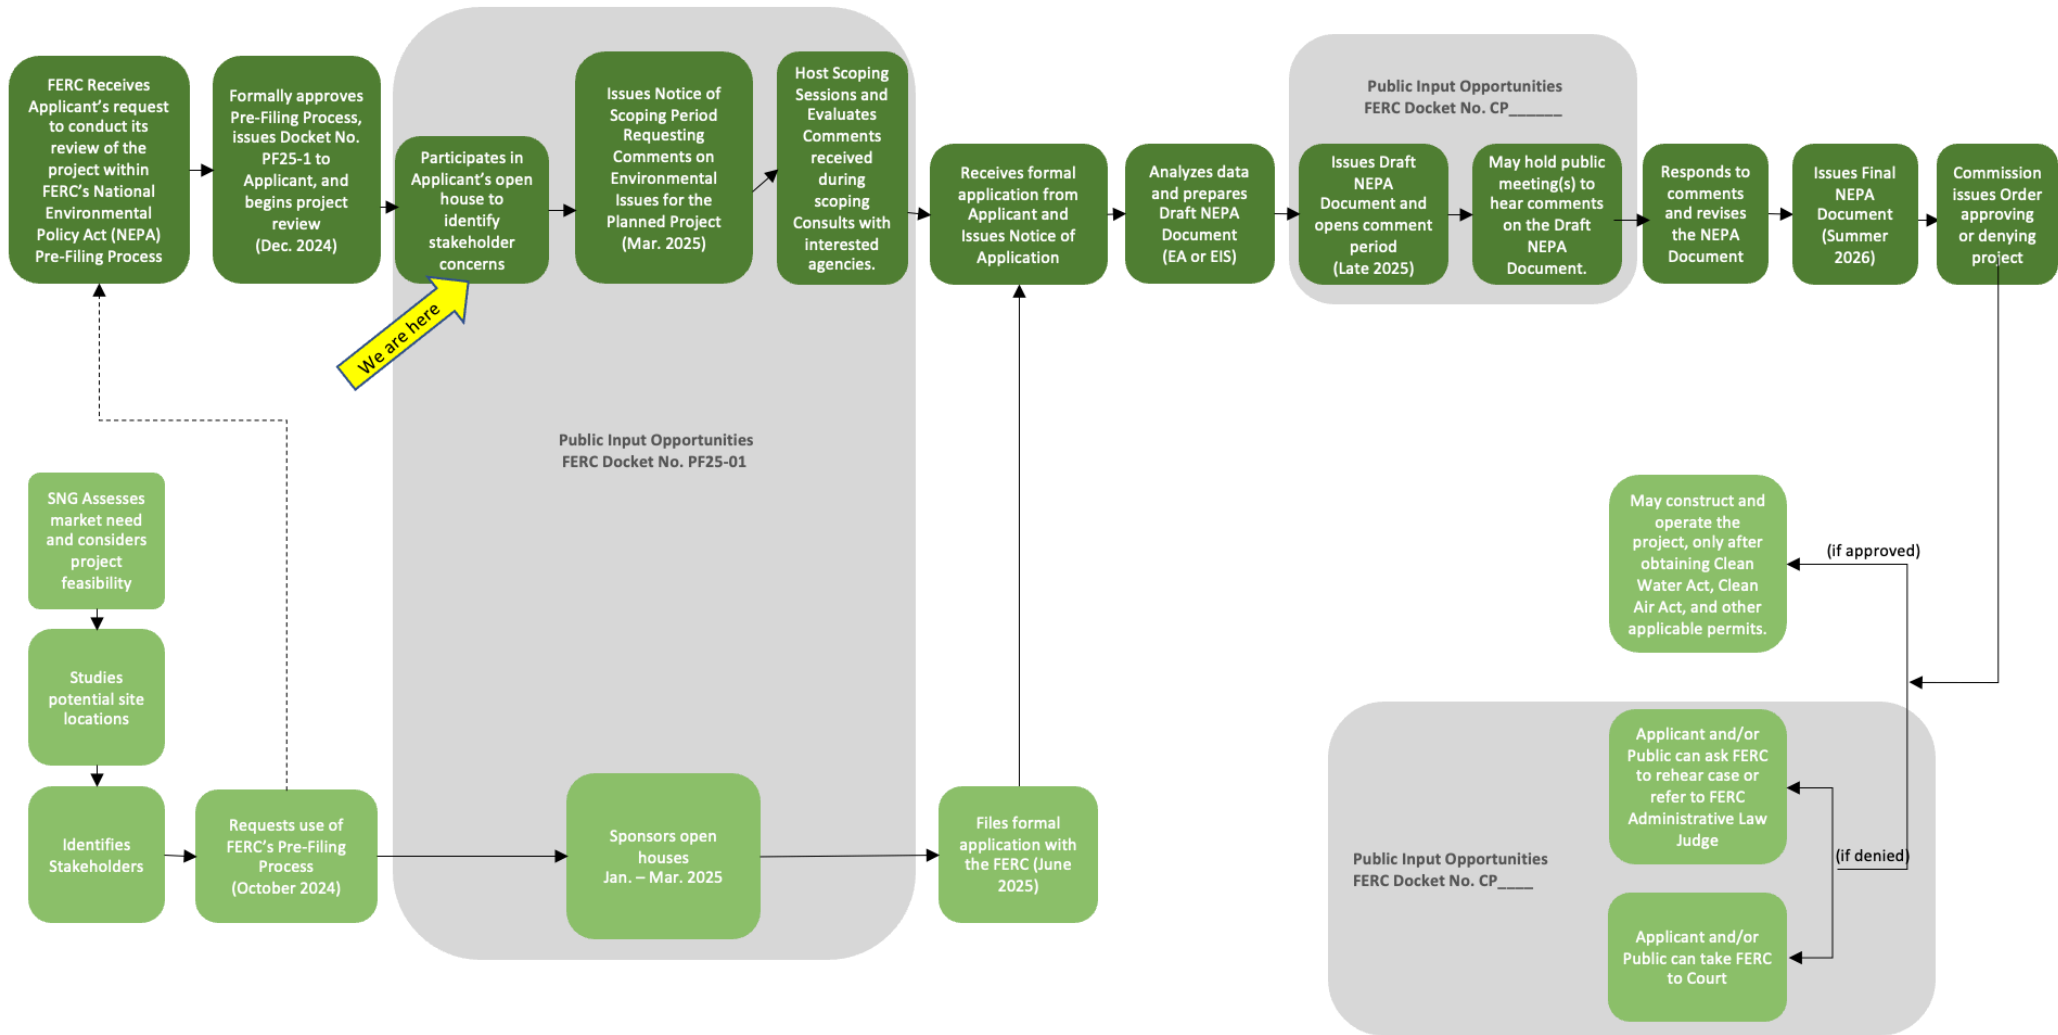 FERC Receives
Applicant's request
to conduct its
review of the
project within
FERC's National
Environmental
Policy Act (NEPA)
Pre-Filing Process
Formally approves
Pre-Filing Process,
issues Docket No.
PF25-1 to
Applicant, and
begins project
review
(Dec. 2024)
Participates in
Applicant's open
house to
identify
stakeholder
concerns
Issues Notice of
Scoping Period
Requesting
Comments on
Environmental
Issues for the
Planned Project
(Mar. 2025)
Host Scoping
Sessions and
Evaluates
Comments
received
during
scoping
Consults with
interested
agencies.
Receives formal
application from
Applicant and
Issues Notice of
Application
Analyzes data
and prepares
Draft NEPA
Document
(EA or EIS)
Public Input Opportunities
FERC Docket No. CP______
Issues Draft
NEPA
Document and
opens comment
period
(Late 2025)
May hold public
meeting(s) to
hear comments
on the Draft
NEPA
Document.
Responds to
comments
and revises
the NEPA
Document
Issues Final
NEPA
Document
(Summer
2026)
Commission
issues Order
approving
or denying
project
We are here
Public Input Opportunities
FERC Docket No. PF25-01
SNG Assesses
market need
and considers
project
feasibility
Studies
potential site
locations
Identifies
Stakeholders
Requests use of
FERC's Pre-Filing
Process
(October 2024)
Sponsors open
houses
Jan. – Mar. 2025
Files formal
application with
the FERC (June
2025)
May construct and
operate the
project, only after
obtaining Clean
Water Act, Clean
Air Act, and other
applicable permits.
(if approved)
Applicant and/or
Public can ask FERC
to rehear case or
refer to FERC
Administrative Law
Judge
(if denied)
Public Input Opportunities
FERC Docket No. CP____
Applicant and/or
Public can take FERC
to Court